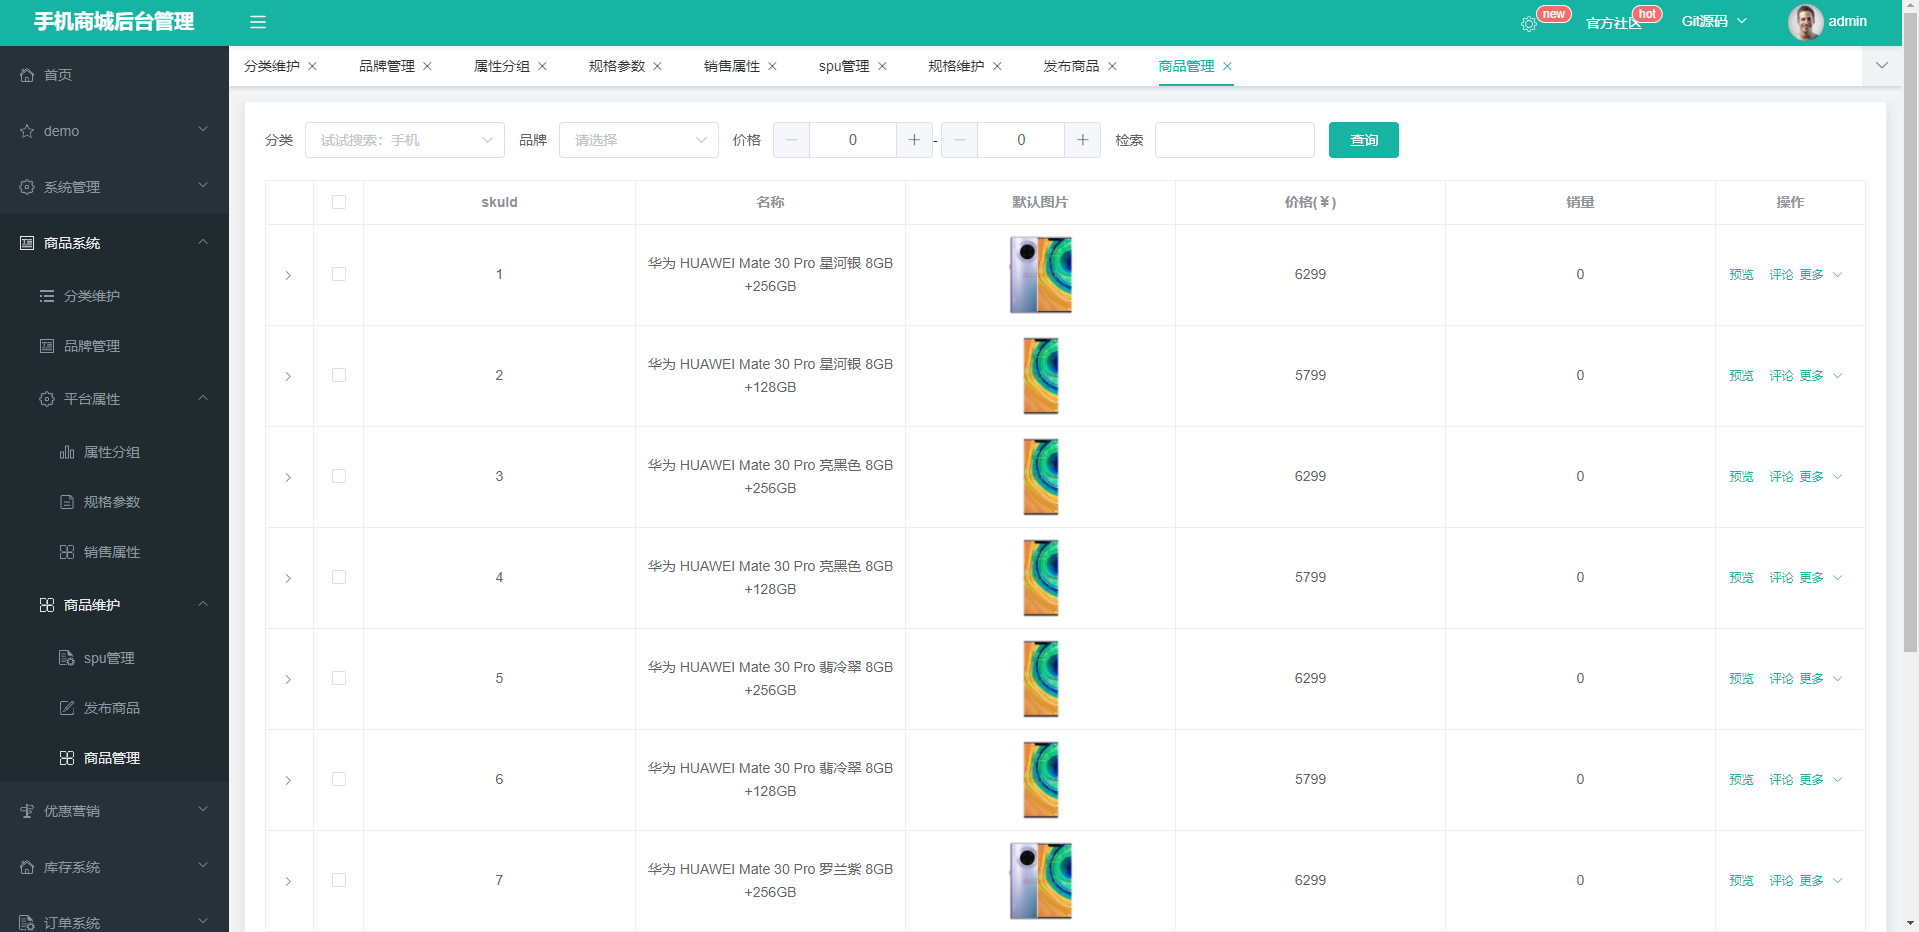 手机商城后台管理
new
官方社区
hot
Git源码
admin
首页
demo
系统管理
商品系统
分类维护
品牌管理
平台属性
属性分组
规格参数
销售属性
商品维护
spu管理
发布商品
商品管理
优惠营销
库存系统
订单系统
分类维护 品牌管理 属性分组 规格参数 销售属性 spu管理 规格维护 发布商品 商品管理
分类 试试搜索：手机 品牌 请选择 价格 0 - 0 检索 查询
skuId 名称 默认图片 价格(￥) 销量 操作
1 华为 HUAWEI Mate 30 Pro 星河银 8GB
+256GB 6299 0 预览 评论 更多
2 华为 HUAWEI Mate 30 Pro 星河银 8GB
+128GB 5799 0 预览 评论 更多
3 华为 HUAWEI Mate 30 Pro 亮黑色 8GB
+256GB 6299 0 预览 评论 更多
4 华为 HUAWEI Mate 30 Pro 亮黑色 8GB
+128GB 5799 0 预览 评论 更多
5 华为 HUAWEI Mate 30 Pro 翡冷翠 8GB
+256GB 6299 0 预览 评论 更多
6 华为 HUAWEI Mate 30 Pro 翡冷翠 8GB
+128GB 5799 0 预览 评论 更多
7 华为 HUAWEI Mate 30 Pro 罗兰紫 8GB
+256GB 6299 0 预览 评论 更多